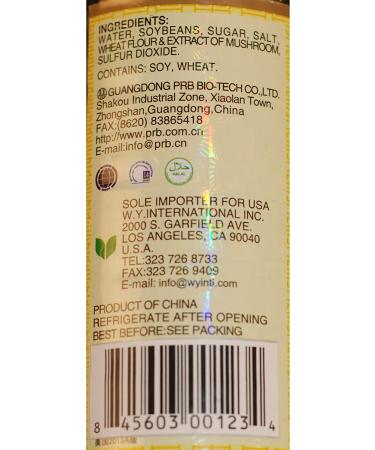 INGREDIENTS:
WATER, SOYBEANS, SUGAR, SALT,
WHEAT FLOUR & EXTRACT OF MUSHROOM,
SULFUR DIOXIDE.
CONTAINS: SOY, WHEAT.
GUANGDONG PRB BIO-TECH CO.,LTD.
Shakou Industrial Zone, Xiaolan Town,
Zhongshan,Guangdong,China
FAX:(8620) 83865418
http://www.prb.com.cn
E-mail:info@prb.cn
حلال
HALAL
SOLE IMPORTER FOR USA
W.Y.INTERNATIONAL INC.
2000 S. GARFIELD AVE.
LOS ANGELES, CA 90040
U.S.A.
TEL:323 726 8733
FAX:323 726 9409
E-mail: info@wyintl.com
PRODUCT OF CHINA
REFRIGERATE AFTER OPENING
BEST BEFORE:SEE PACKING
8 45603 00123 4